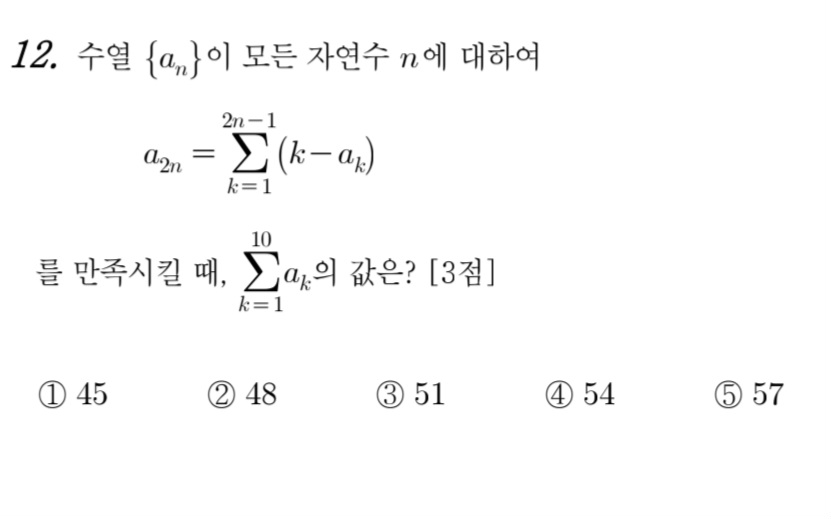 12. 수열 {aₙ}이 모든 자연수 n에 대하여
a₂ₙ = ∑_{k=1}^{2n-1} (k-aₖ)
를 만족시킬 때, ∑_{k=1}^{10} aₖ의 값은? [3점]
① 45 ② 48 ③ 51 ④ 54 ⑤ 57